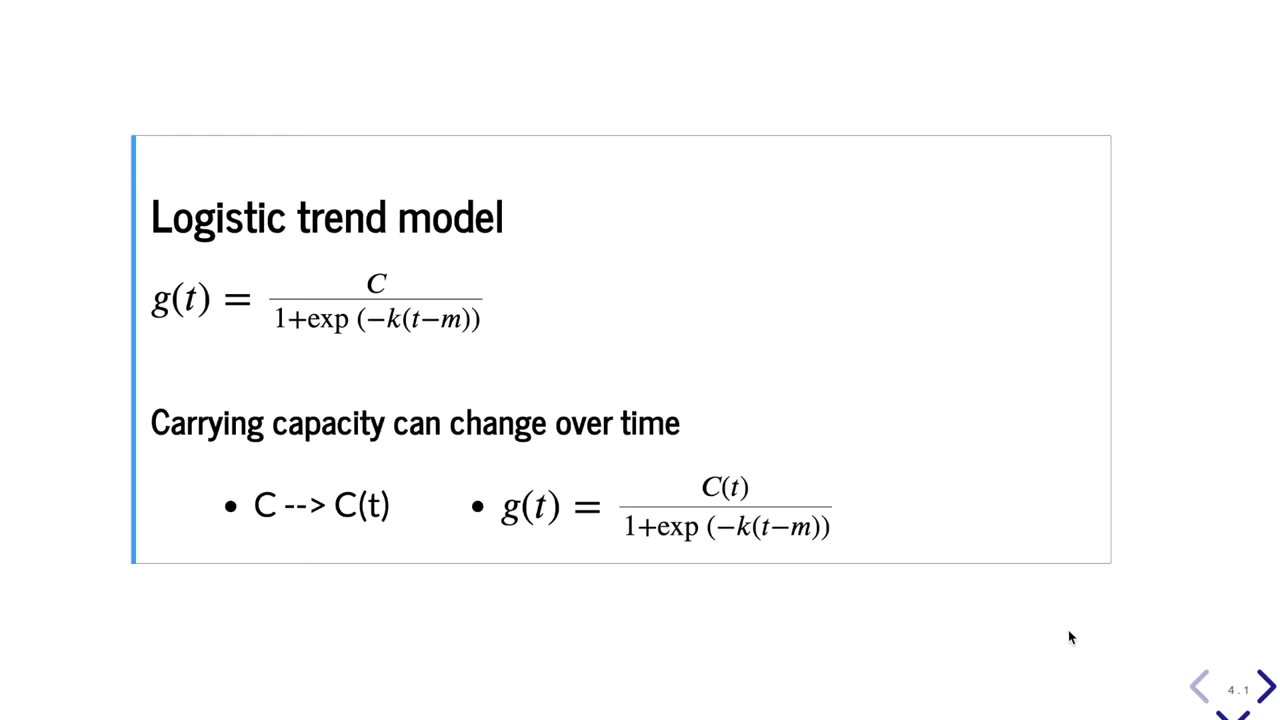 Logistic trend model
g(t) = C / 1+exp (−k(t−m))
Carrying capacity can change over time
• C --> C(t) • g(t) = C(t) / 1+exp (−k(t−m))
4 . 1